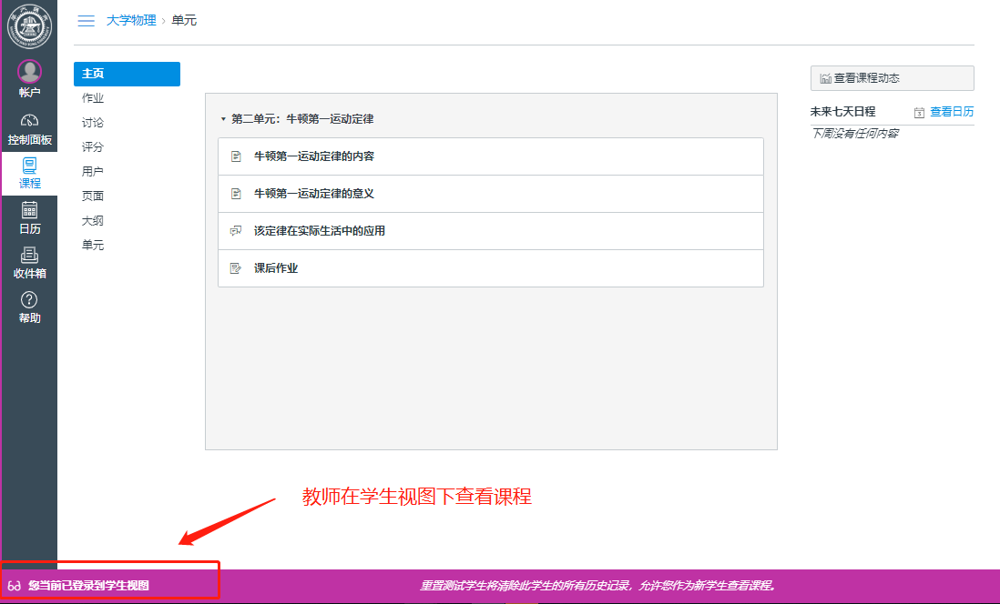 大学物理 › 单元
帐户
控制面板
课程
日历
收件箱
帮助
主页
作业
讨论
评分
用户
页面
大纲
单元
第二单元：牛顿第一运动定律
牛顿第一运动定律的内容
牛顿第一运动定律的意义
该定律在实际生活中的应用
课后作业
查看课程动态
未来七天日程
查看日历
下周没有任何内容
教师在学生视图下查看课程
您当前已登录到学生视图
重置测试学生将清除此学生的所有历史记录，允许您作为新学生查看课程。